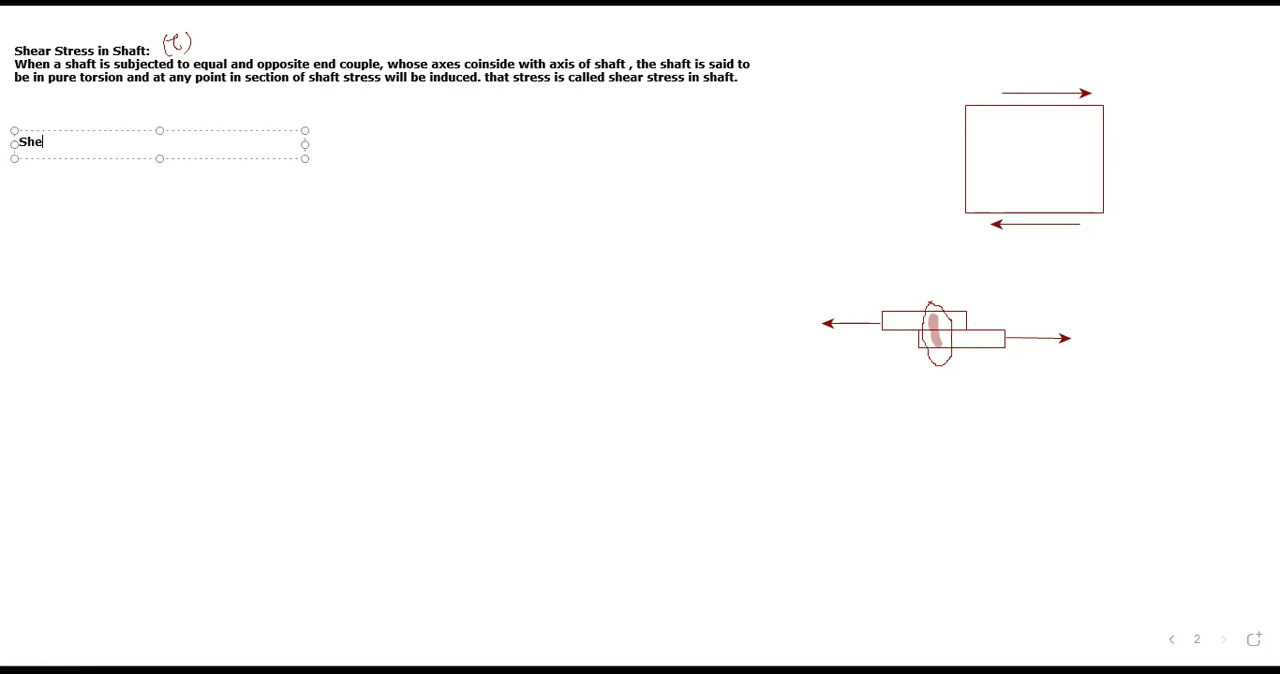 Shear Stress in Shaft: (τ)
When a shaft is subjected to equal and opposite end couple, whose axes coinside with axis of shaft , the shaft is said to
be in pure torsion and at any point in section of shaft stress will be induced. that stress is called shear stress in shaft.
She
2